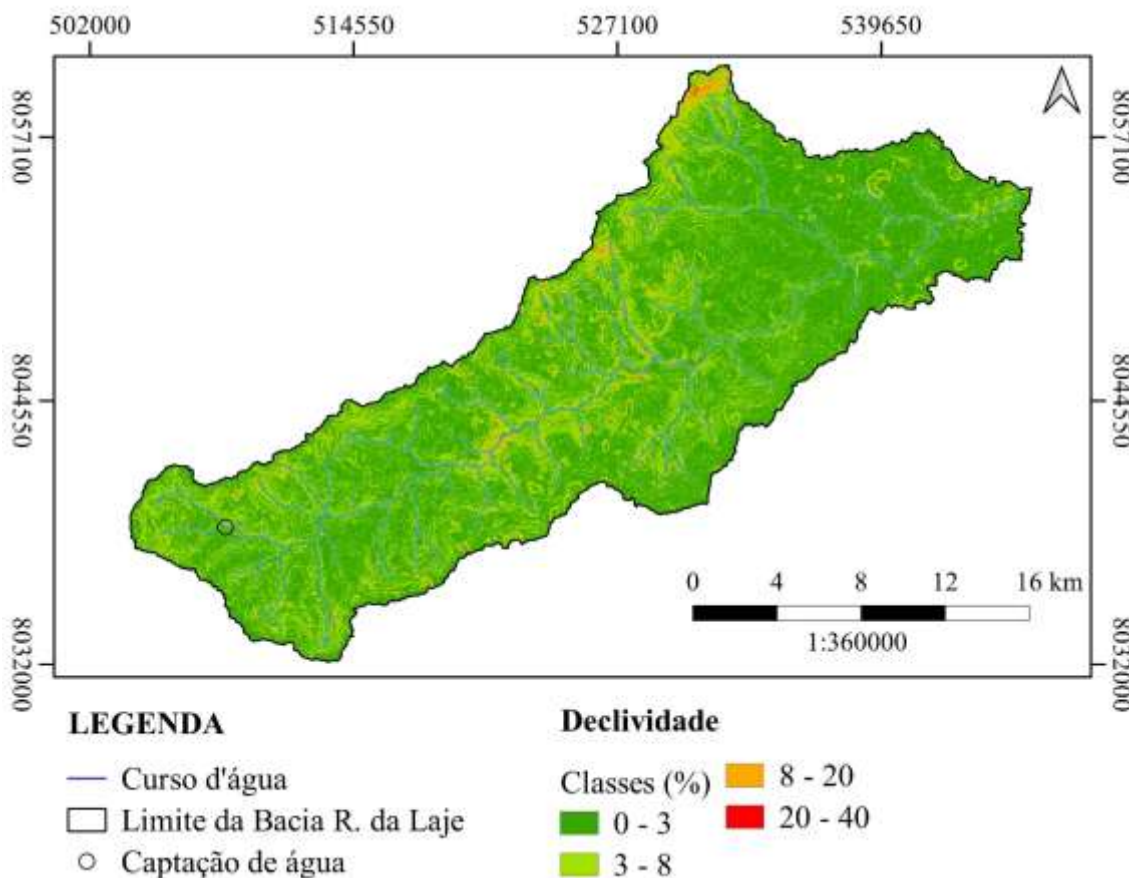 502000 514550 527100 539650
8057100 8057100
8044550 8044550
8032000 8032000
0 4 8 12 16 km
1:360000
LEGENDA
Curso d'água
Limite da Bacia R. da Laje
Captação de água
Declividade
Classes (%)
0 - 3
3 - 8
8 - 20
20 - 40